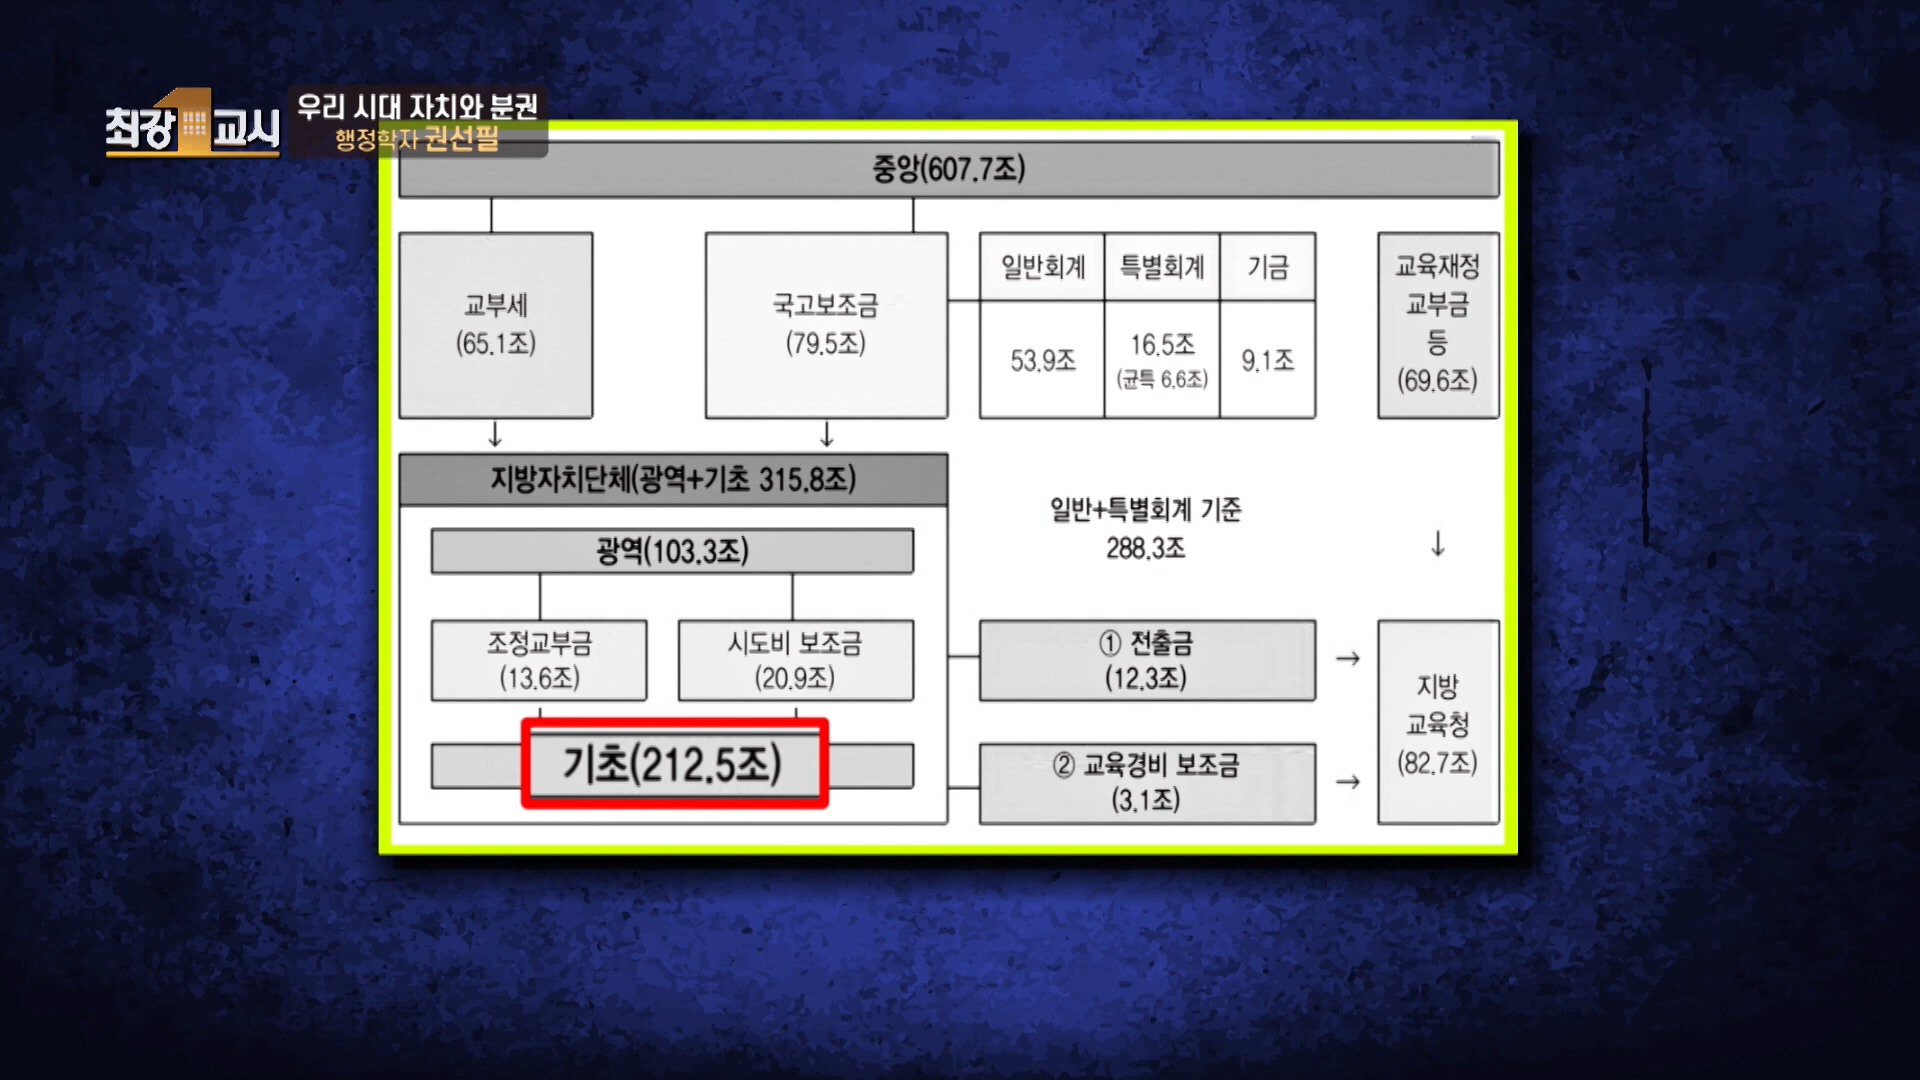 최강1교시
우리 시대 자치와 분권
행정학자 권선필
중앙(607.7조)
교부세
(65.1조)
국고보조금
(79.5조)
일반회계
특별회계
기금
53.9조
16.5조
(균특 6.6조)
9.1조
교육재정
교부금
등
(69.6조)
↓
↓
지방자치단체(광역+기초 315.8조)
일반+특별회계 기준
288.3조
↓
광역(103.3조)
조정교부금
(13.6조)
시도비 보조금
(20.9조)
① 전출금
(12.3조)
→
기초(212.5조)
② 교육경비 보조금
(3.1조)
→
지방
교육청
(82.7조)